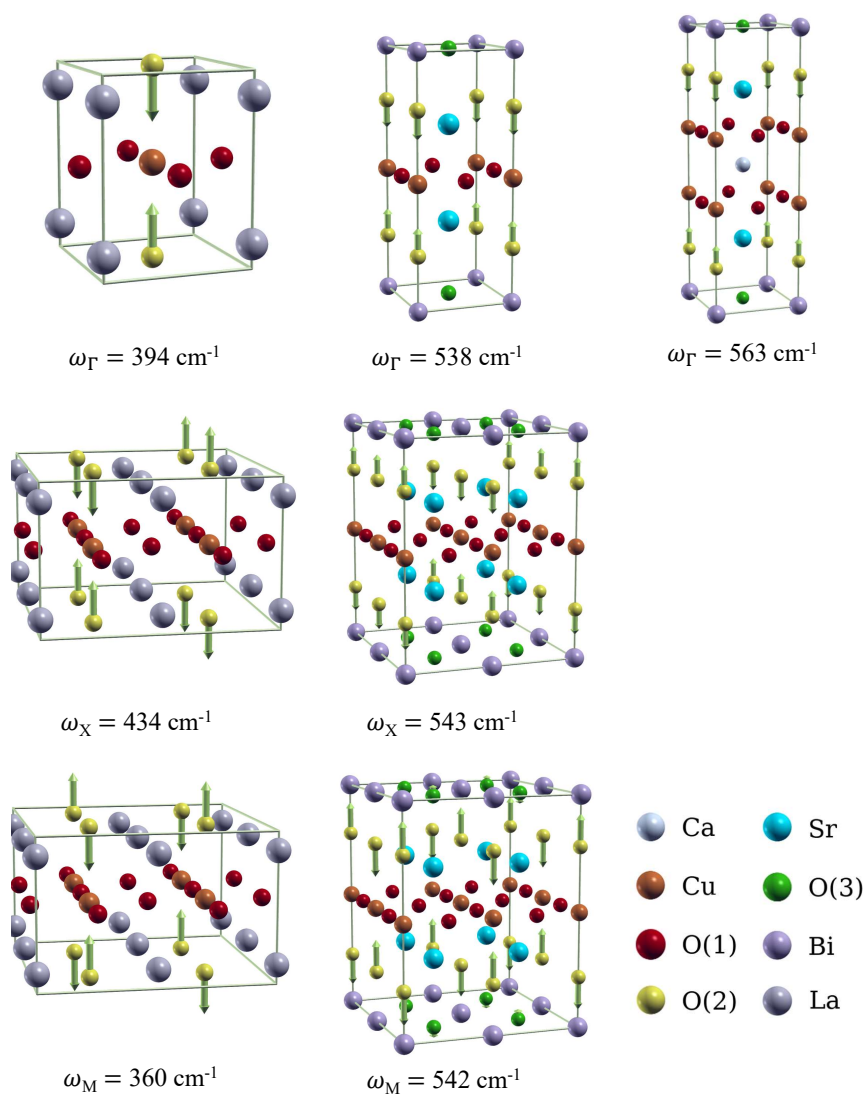 ω_Γ = 394 cm⁻¹
ω_Γ = 538 cm⁻¹
ω_Γ = 563 cm⁻¹
ω_X = 434 cm⁻¹
ω_X = 543 cm⁻¹
Ca
Sr
Cu
O(3)
O(1)
Bi
O(2)
La
ω_M = 360 cm⁻¹
ω_M = 542 cm⁻¹